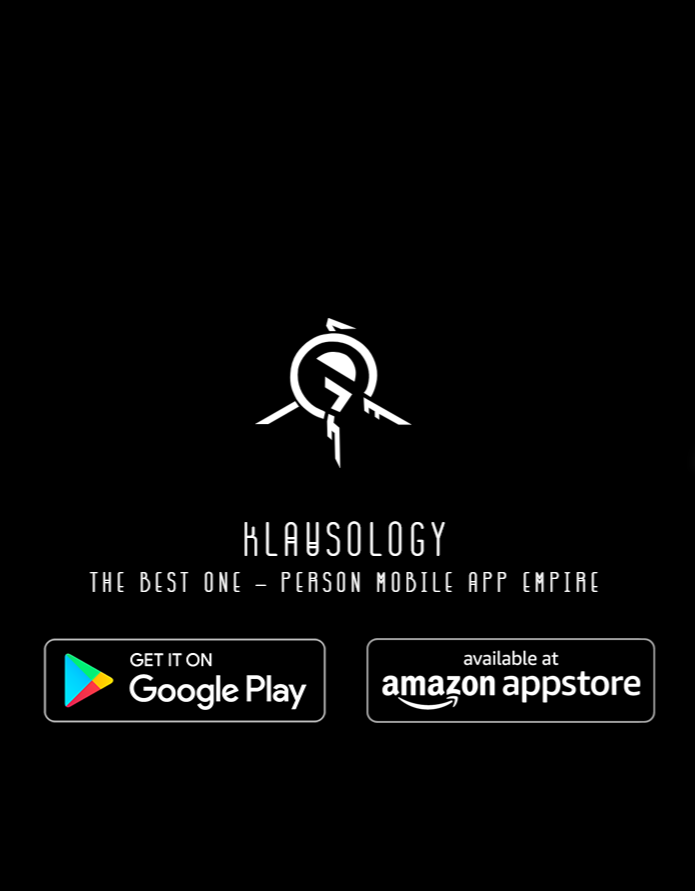 KLAUSOLOGY
THE BEST ONE – PERSON MOBILE APP EMPIRE
GET IT ON
Google Play
available at
amazon appstore